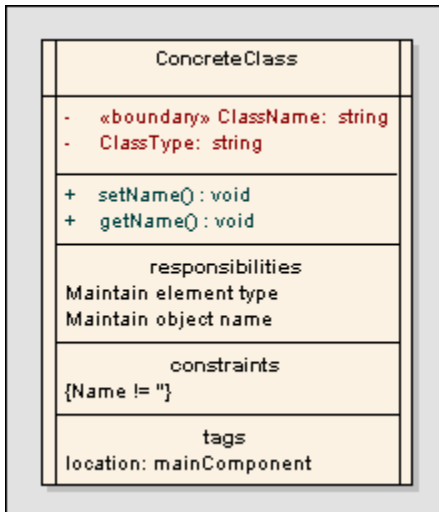 ConcreteClass
- «boundary» ClassName: string
- ClassType: string
+ setName() : void
+ getName() : void
responsibilities
Maintain element type
Maintain object name
constraints
{Name != ''}
tags
location: mainComponent